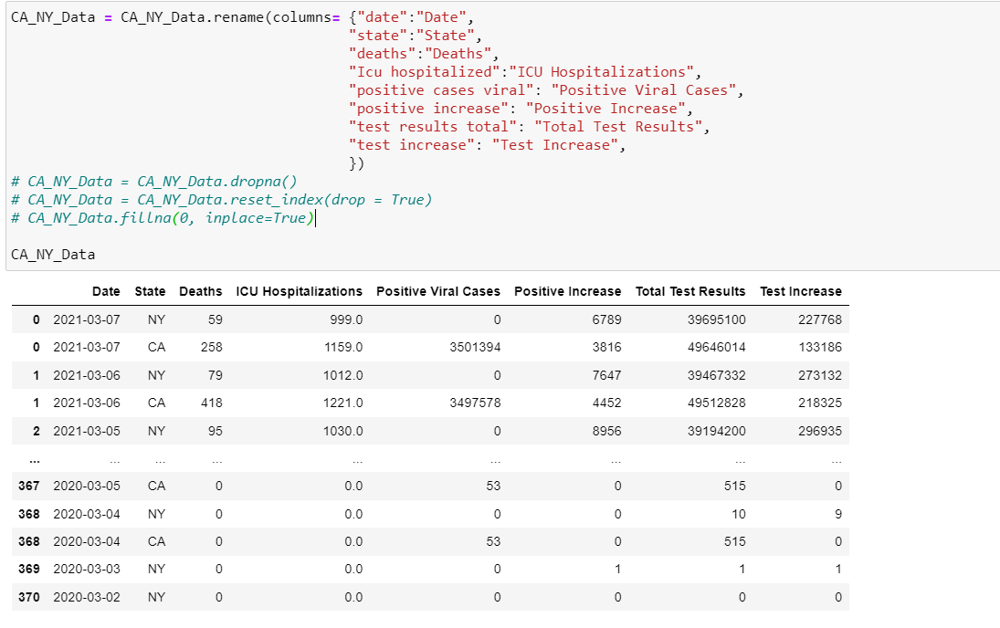 CA_NY_Data = CA_NY_Data.rename(columns= {"date":"Date",
"state":"State",
"deaths":"Deaths",
"Icu hospitalized":"ICU Hospitalizations",
"positive cases viral": "Positive Viral Cases",
"positive increase": "Positive Increase",
"test results total": "Total Test Results",
"test increase": "Test Increase",
})
# CA_NY_Data = CA_NY_Data.dropna()
# CA_NY_Data = CA_NY_Data.reset_index(drop = True)
# CA_NY_Data.fillna(0, inplace=True)
CA_NY_Data
Date State Deaths ICU Hospitalizations Positive Viral Cases Positive Increase Total Test Results Test Increase
0 2021-03-07 NY 59 999.0 0 6789 39695100 227768
0 2021-03-07 CA 258 1159.0 3501394 3816 49646014 133186
1 2021-03-06 NY 79 1012.0 0 7647 39467332 273132
1 2021-03-06 CA 418 1221.0 3497578 4452 49512828 218325
2 2021-03-05 NY 95 1030.0 0 8956 39194200 296935
... ... ... ... ... ... ... ... ...
367 2020-03-05 CA 0 0.0 53 0 515 0
368 2020-03-04 NY 0 0.0 0 0 10 9
368 2020-03-04 CA 0 0.0 53 0 515 0
369 2020-03-03 NY 0 0.0 0 1 1 1
370 2020-03-02 NY 0 0.0 0 0 0 0